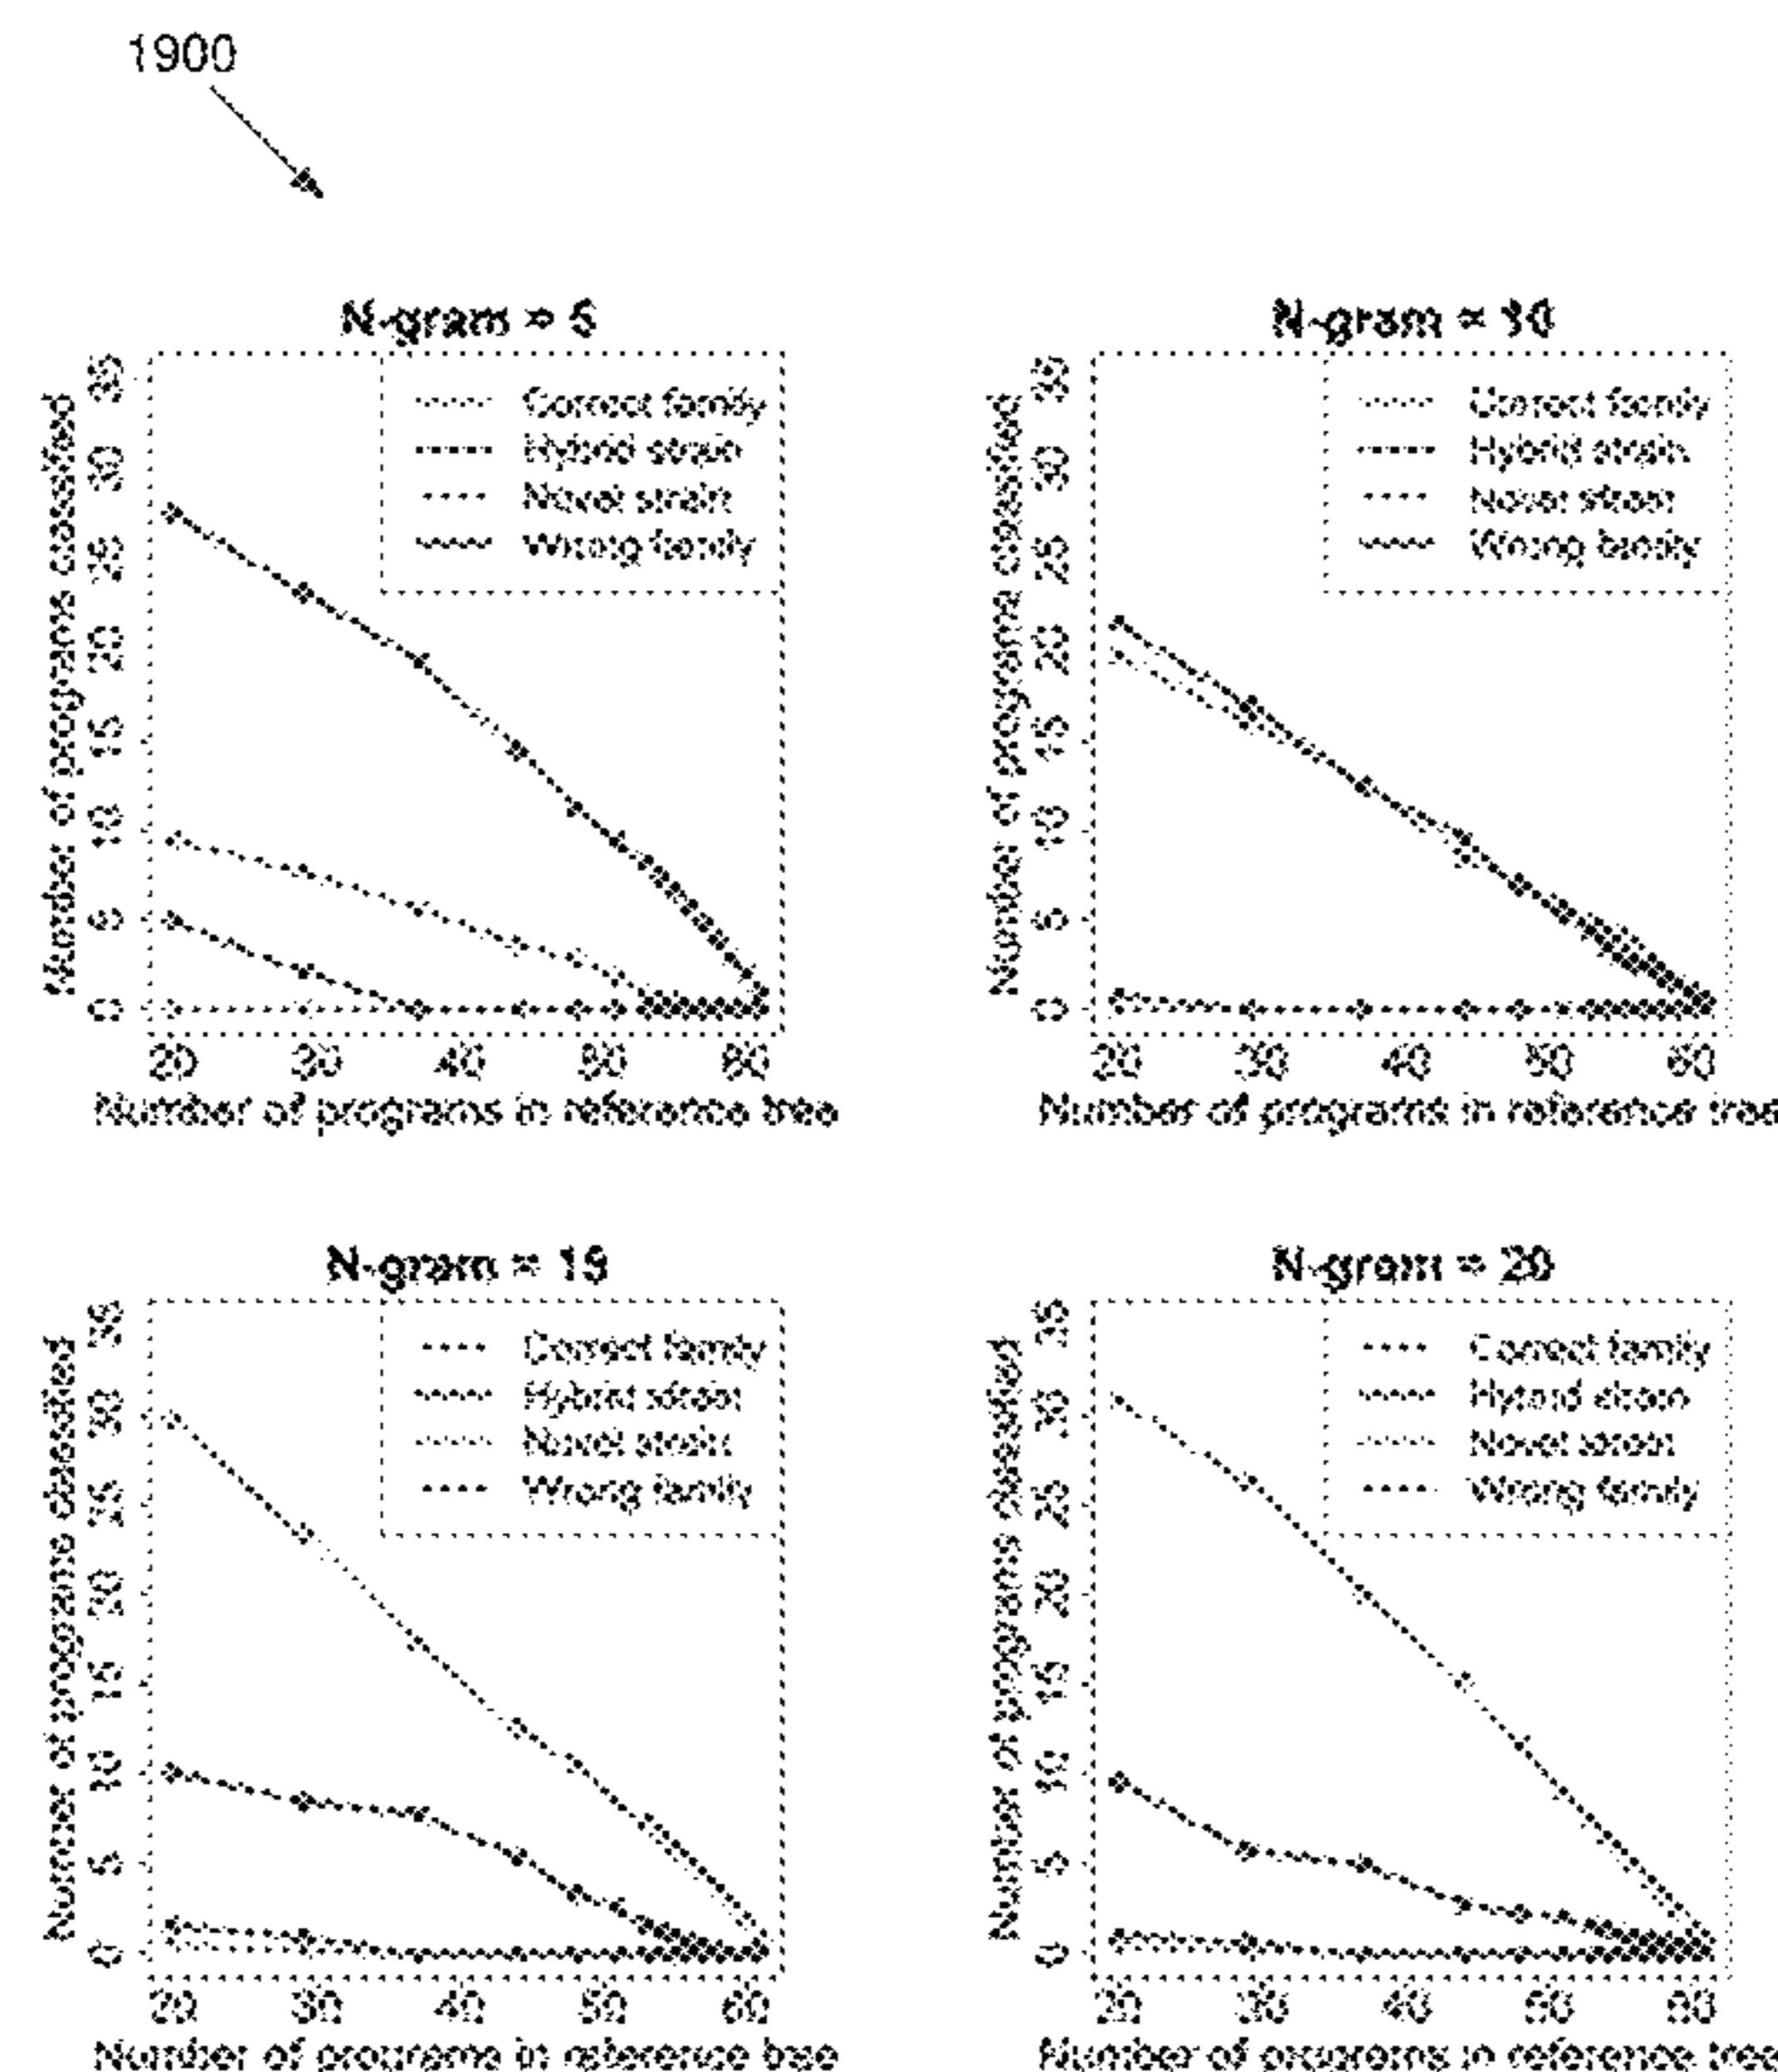 1900
N-gram = 5
35
30
25
20
15
10
5
0
Number of programs classified
Correct family
Hybrid strain
Novel strain
Wrong family
20 30 40 50 60
Number of programs in reference tree
N-gram = 10
35
30
25
20
15
10
5
0
Number of programs classified
Correct family
Hybrid strain
Novel strain
Wrong family
20 30 40 50 60
Number of programs in reference tree
N-gram = 15
35
30
25
20
15
10
5
0
Number of programs classified
Correct family
Hybrid strain
Novel strain
Wrong family
20 30 40 50 60
Number of programs in reference tree
N-gram = 20
35
30
25
20
15
10
5
0
Number of programs classified
Correct family
Hybrid strain
Novel strain
Wrong family
20 30 40 50 60
Number of programs in reference tree